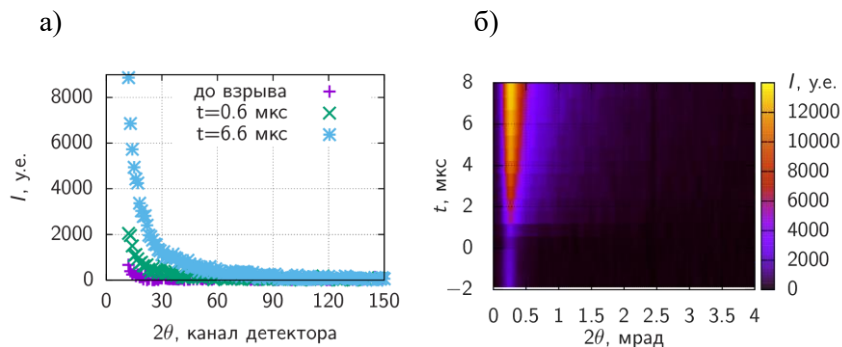 а)
I, у.е.
8000
6000
4000
2000
0
до взрыва
t=0.6 мкс
t=6.6 мкс
0 30 60 90 120 150
2θ, канал детектора
б)
t, мкс
8
6
4
2
0
−2
0 0.5 1 1.5 2 2.5 3 3.5 4
2θ, мрад
I, у.е.
12000
10000
8000
6000
4000
2000
0